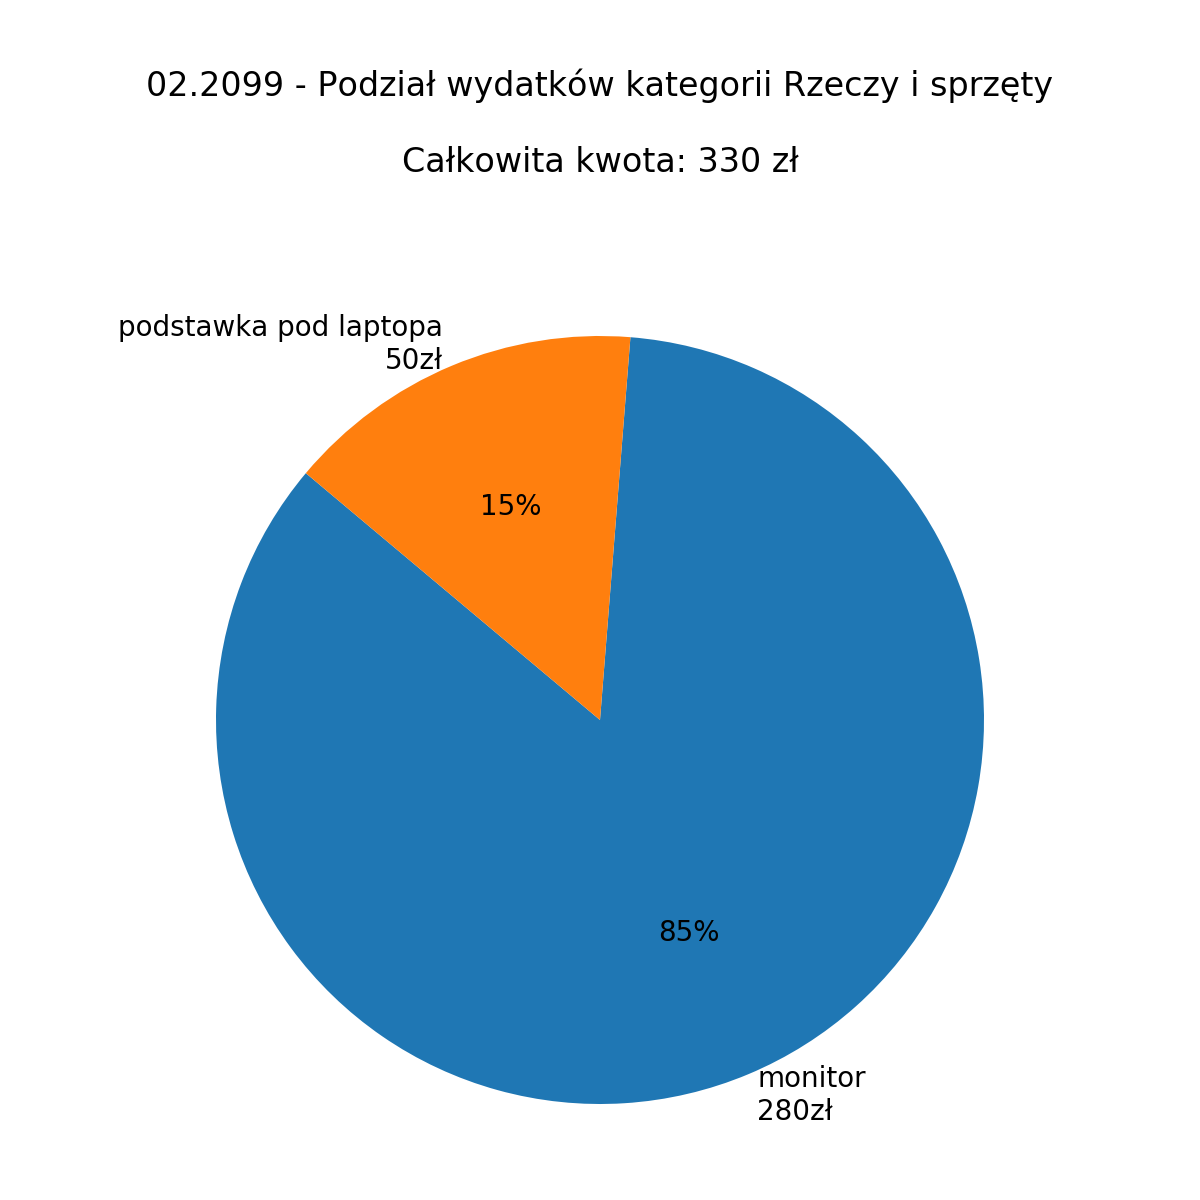 02.2099 - Podział wydatków kategorii Rzeczy i sprzęty
Całkowita kwota: 330 zł
podstawka pod laptopa
50zł
15%
85%
monitor
280zł